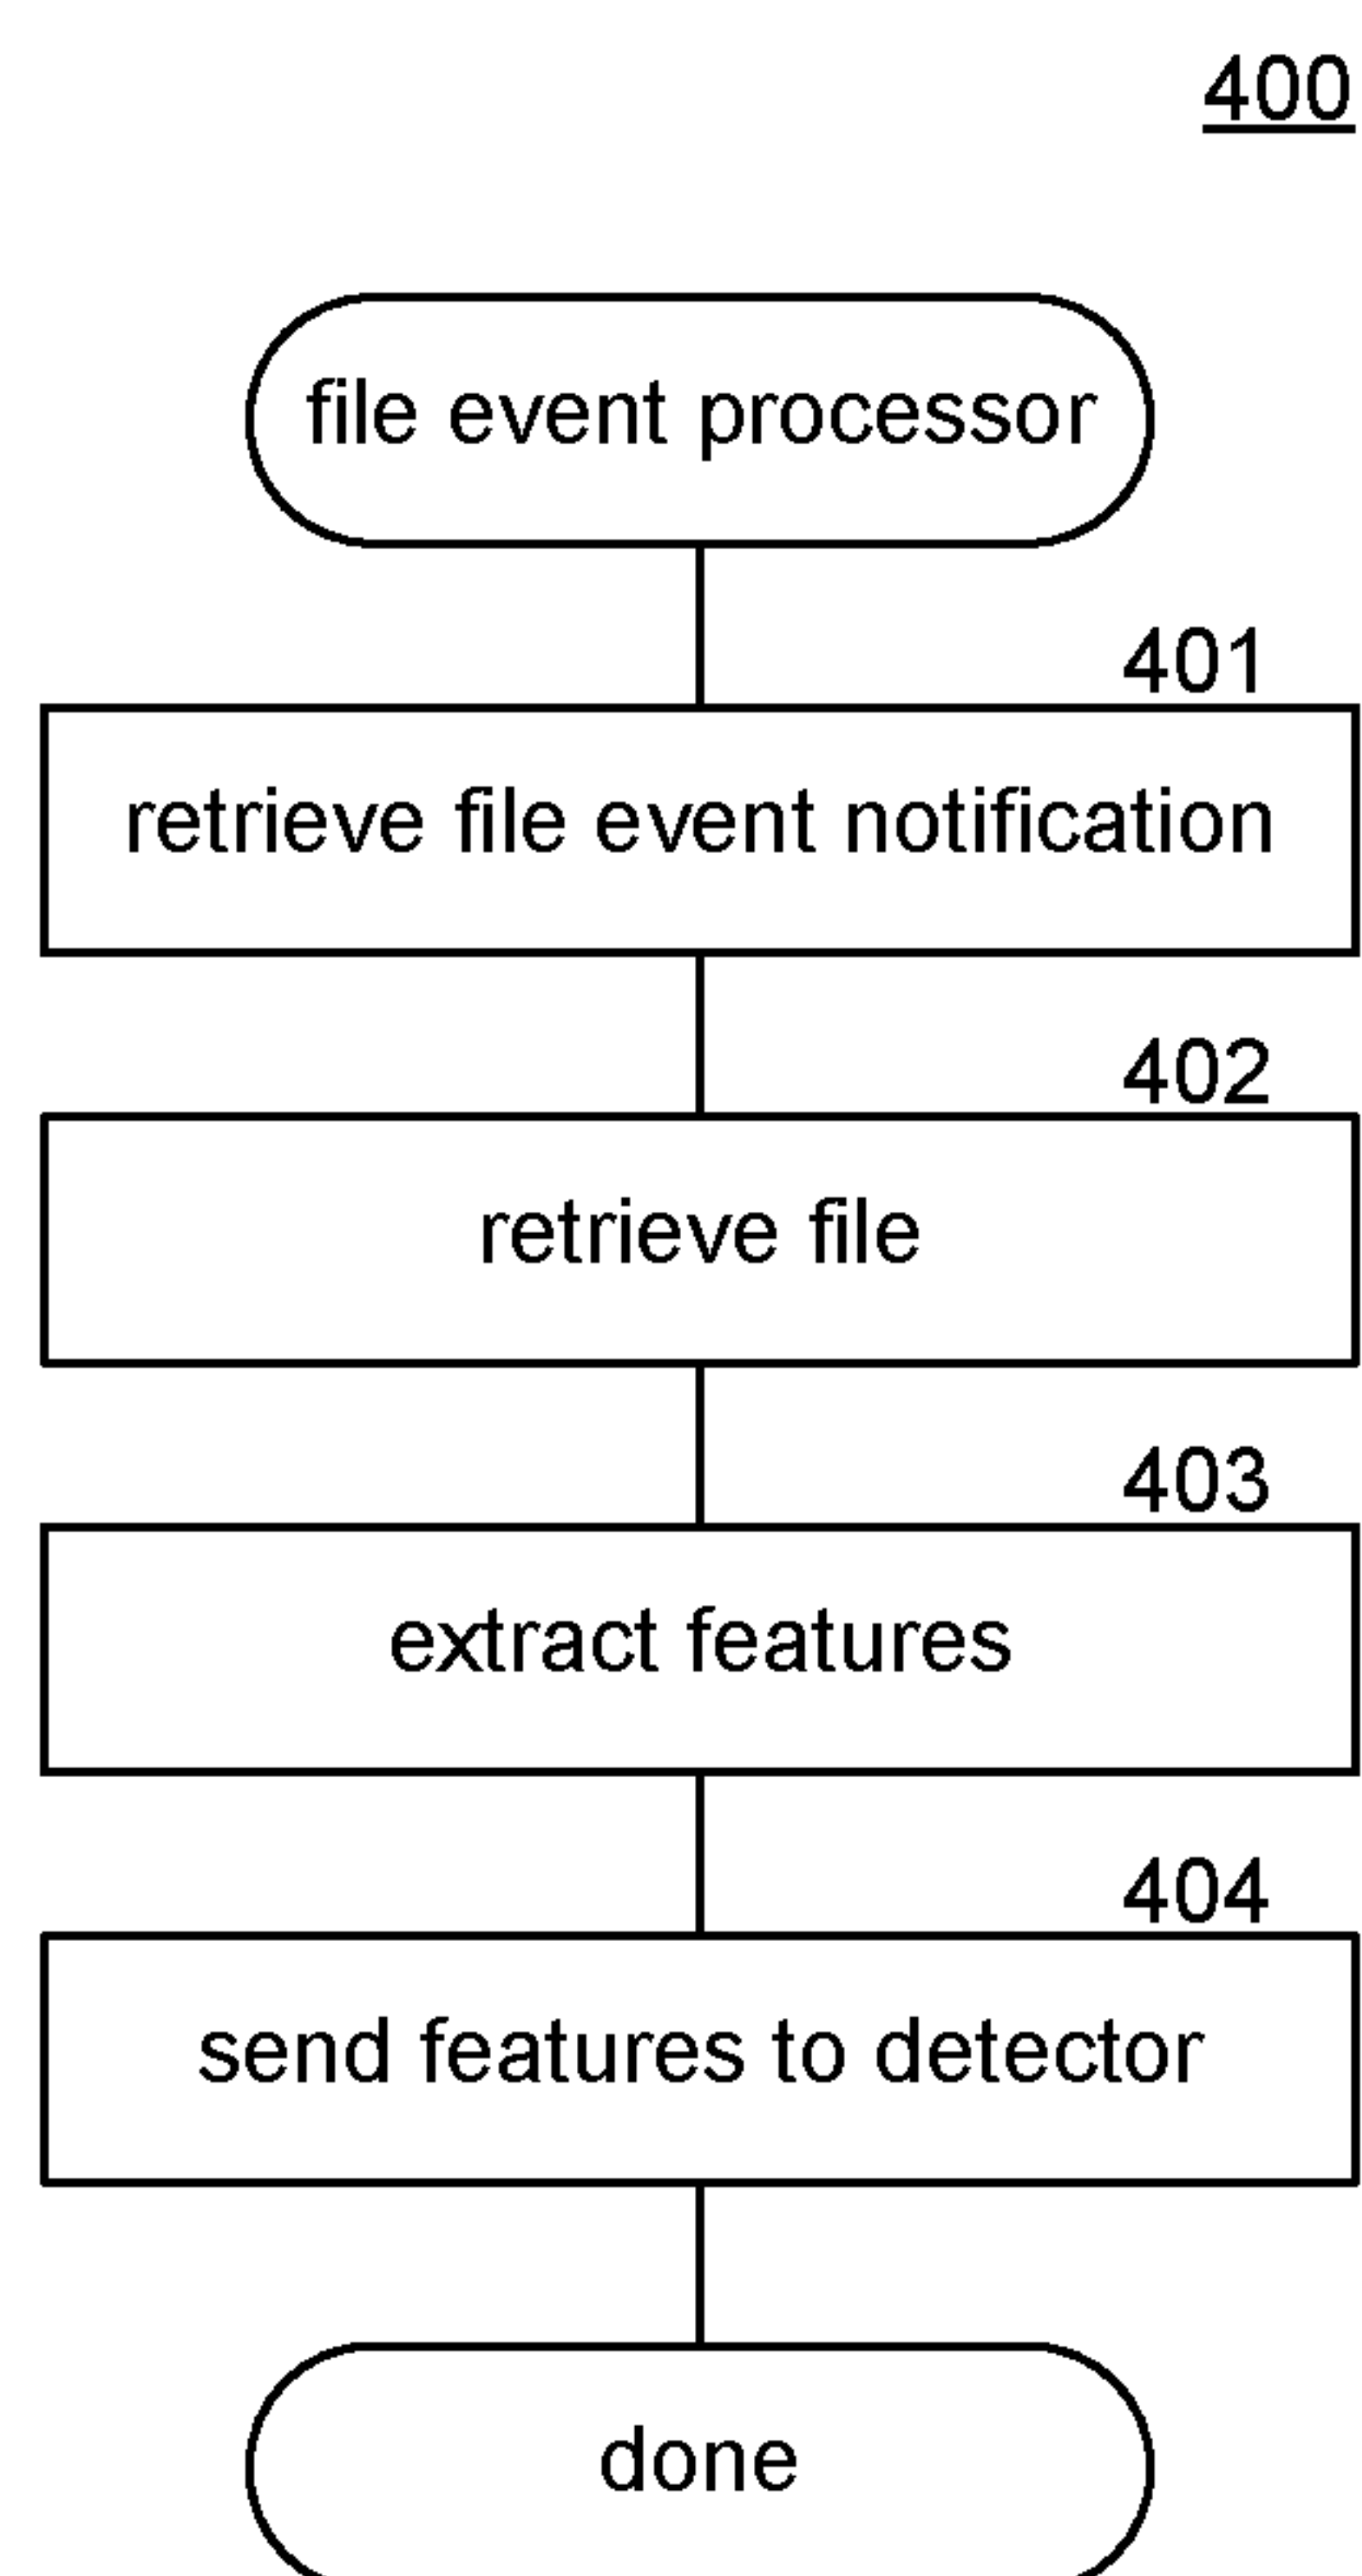 400
file event processor
401
retrieve file event notification
402
retrieve file
403
extract features
404
send features to detector
done